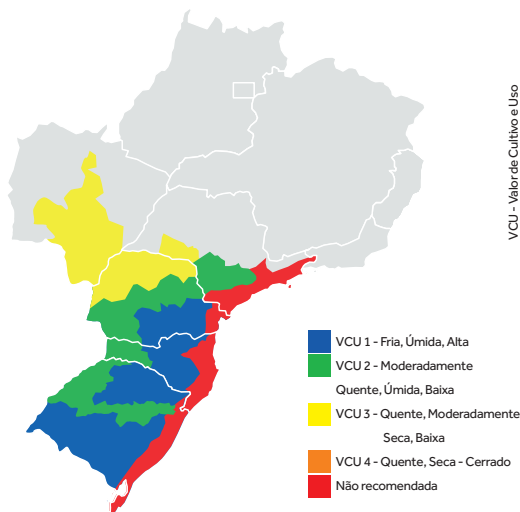 VCU - Valor de Cultivo e Uso
VCU 1 - Fria, Úmida, Alta
VCU 2 - Moderadamente
Quente, Úmida, Baixa
VCU 3 - Quente, Moderadamente
Seca, Baixa
VCU 4 - Quente, Seca - Cerrado
Não recomendada